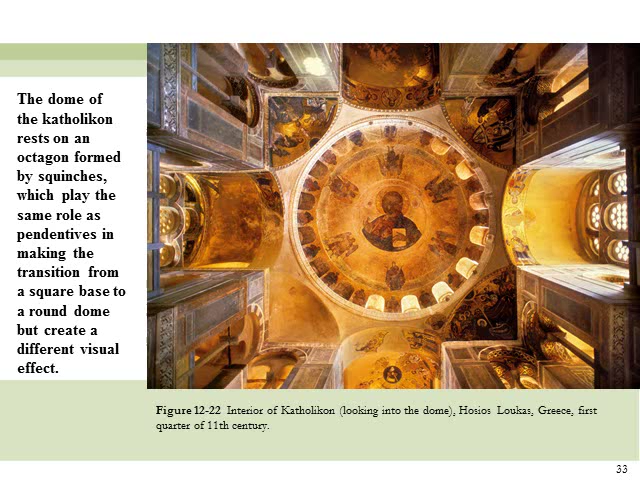 The dome of
the katholikon
rests on an
octagon formed
by squinches,
which play the
same role as
pendentives in
making the
transition from
a square base to
a round dome
but create a
different visual
effect.
Figure 12-22 Interior of Katholikon (looking into the dome), Hosios Loukas, Greece, first
quarter of 11th century.
33